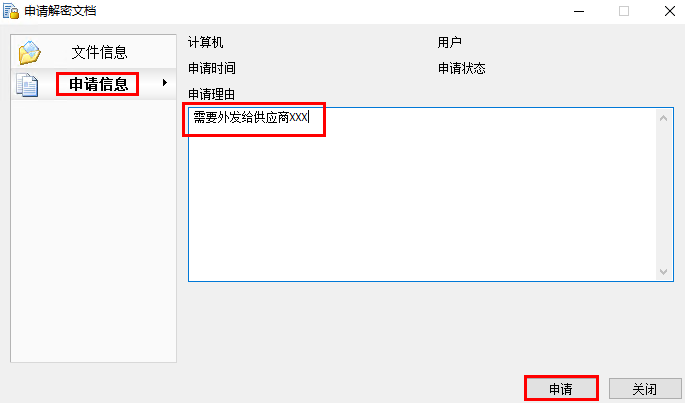 申请解密文档
文件信息
申请信息
计算机
用户
申请时间
申请状态
申请理由
需要外发给供应商XXX
申请
关闭